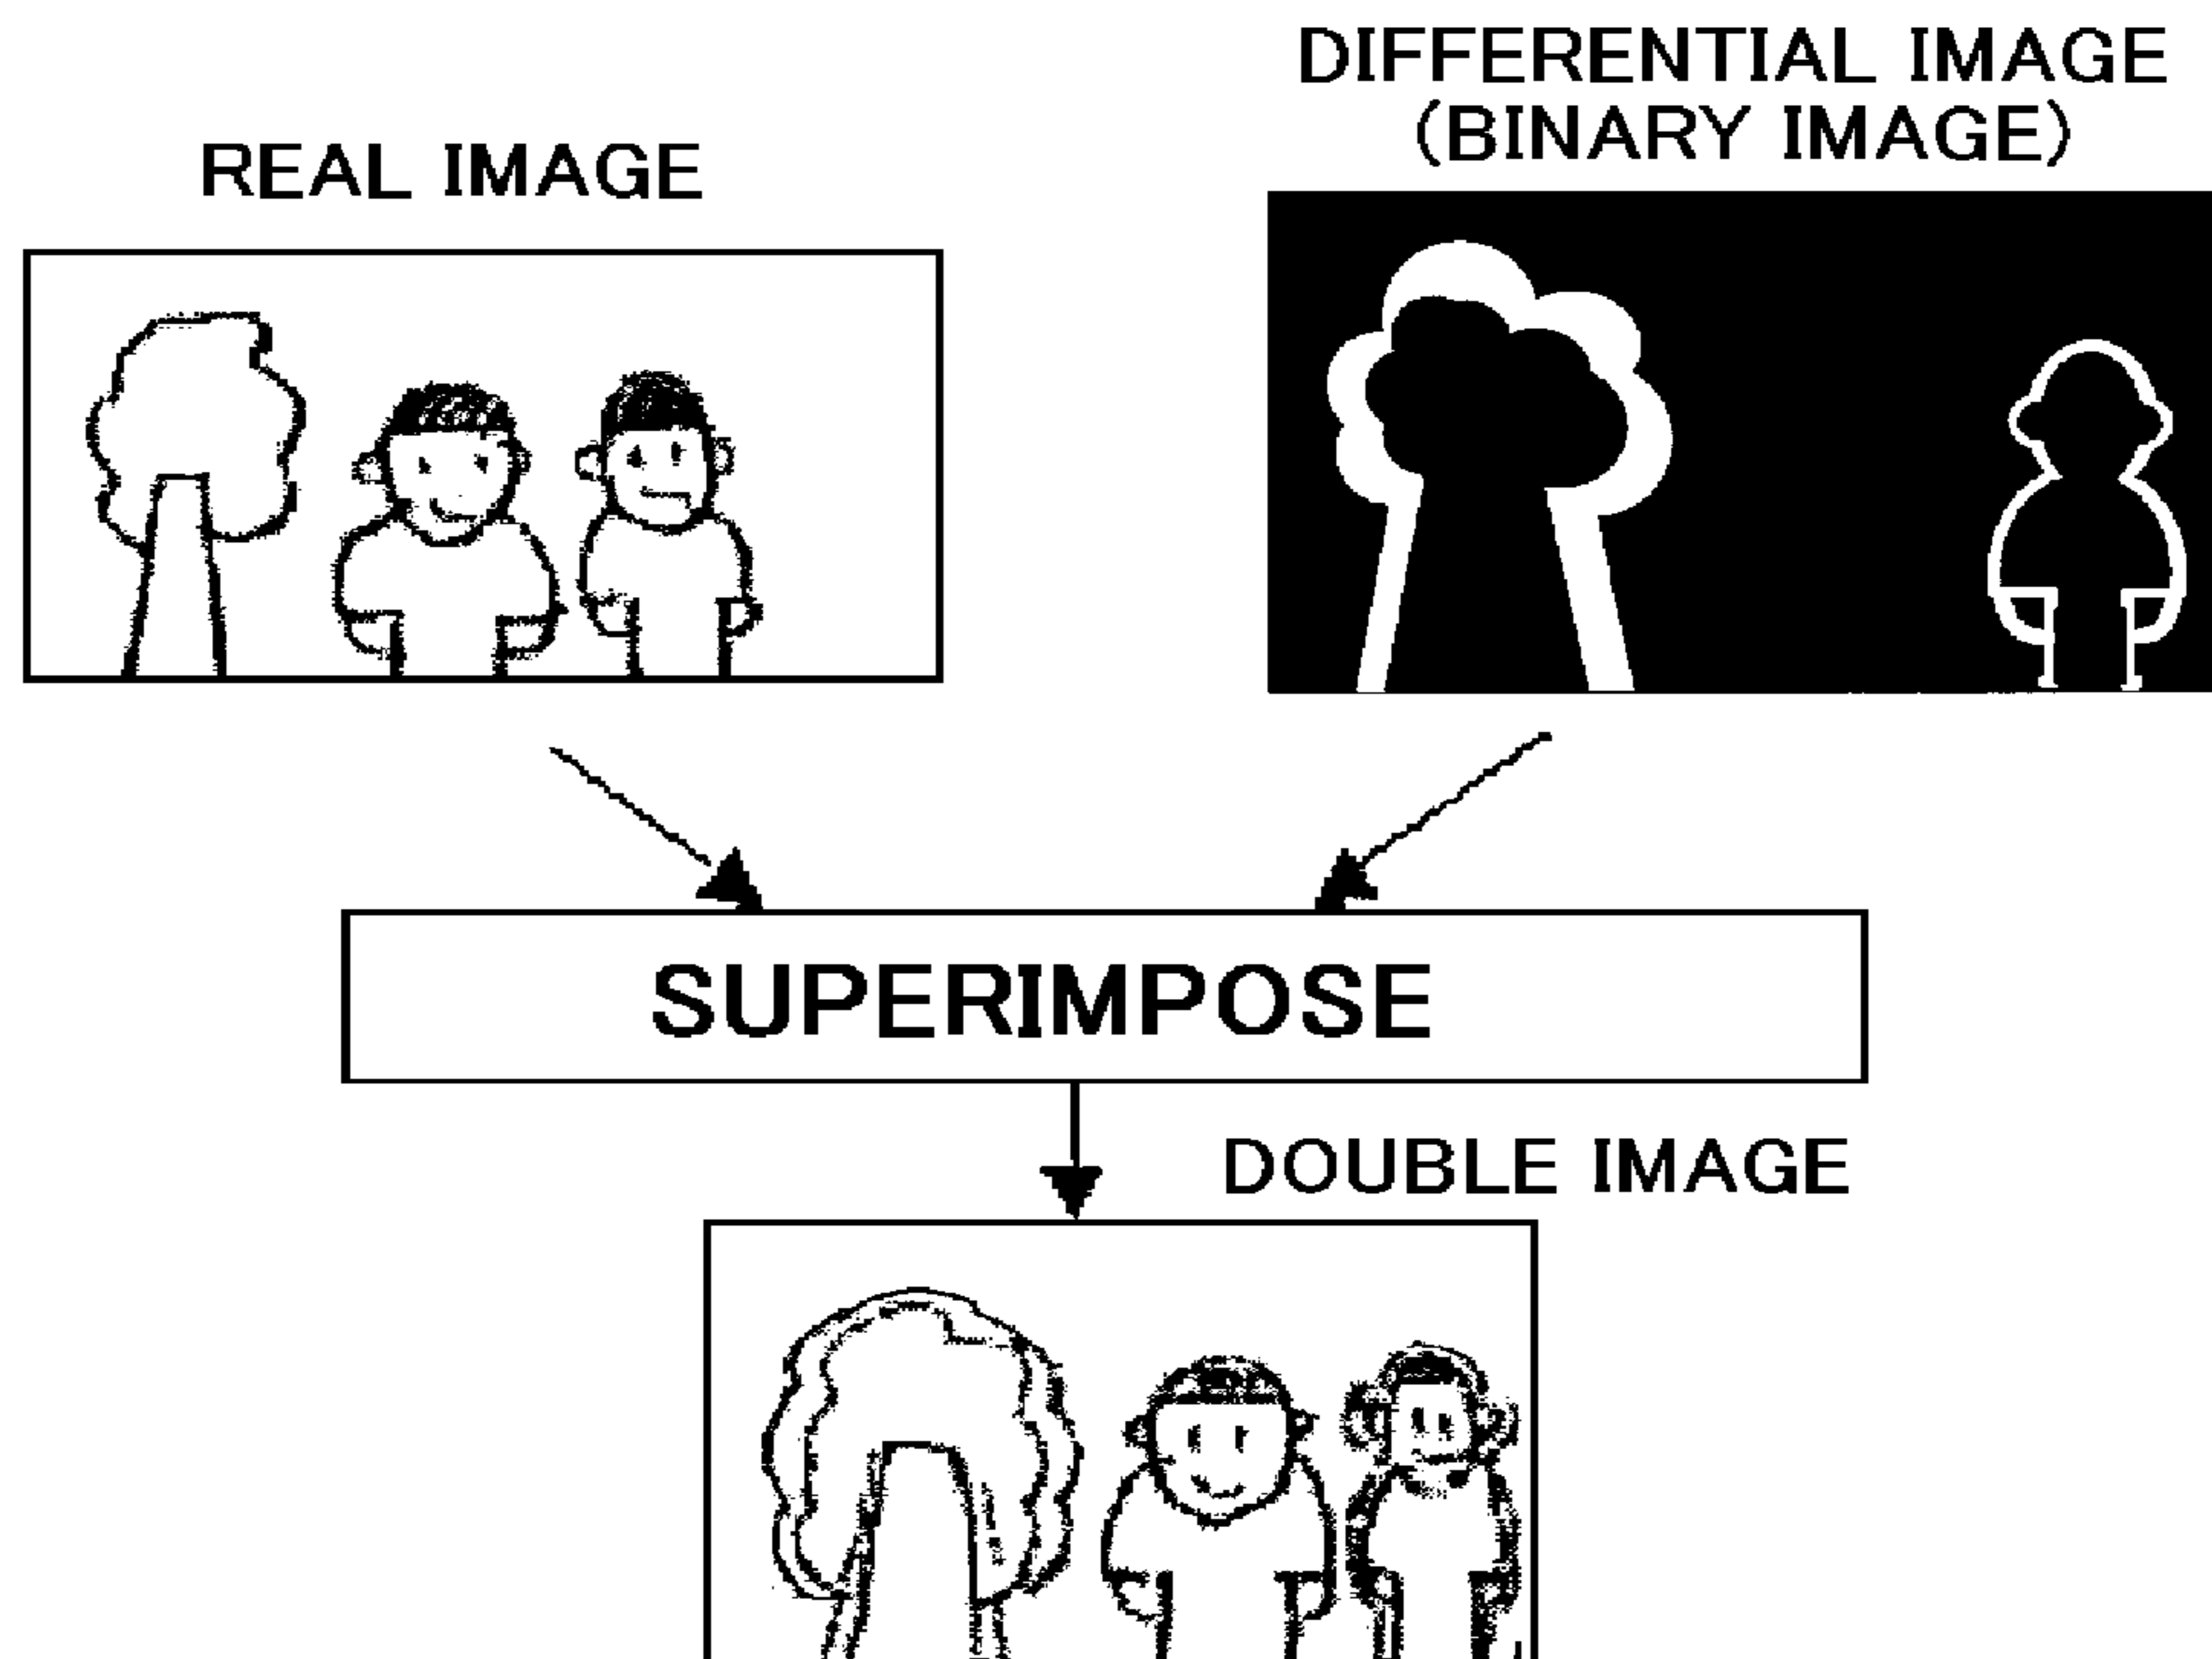 REAL IMAGE
DIFFERENTIAL IMAGE
(BINARY IMAGE)
SUPERIMPOSE
DOUBLE IMAGE